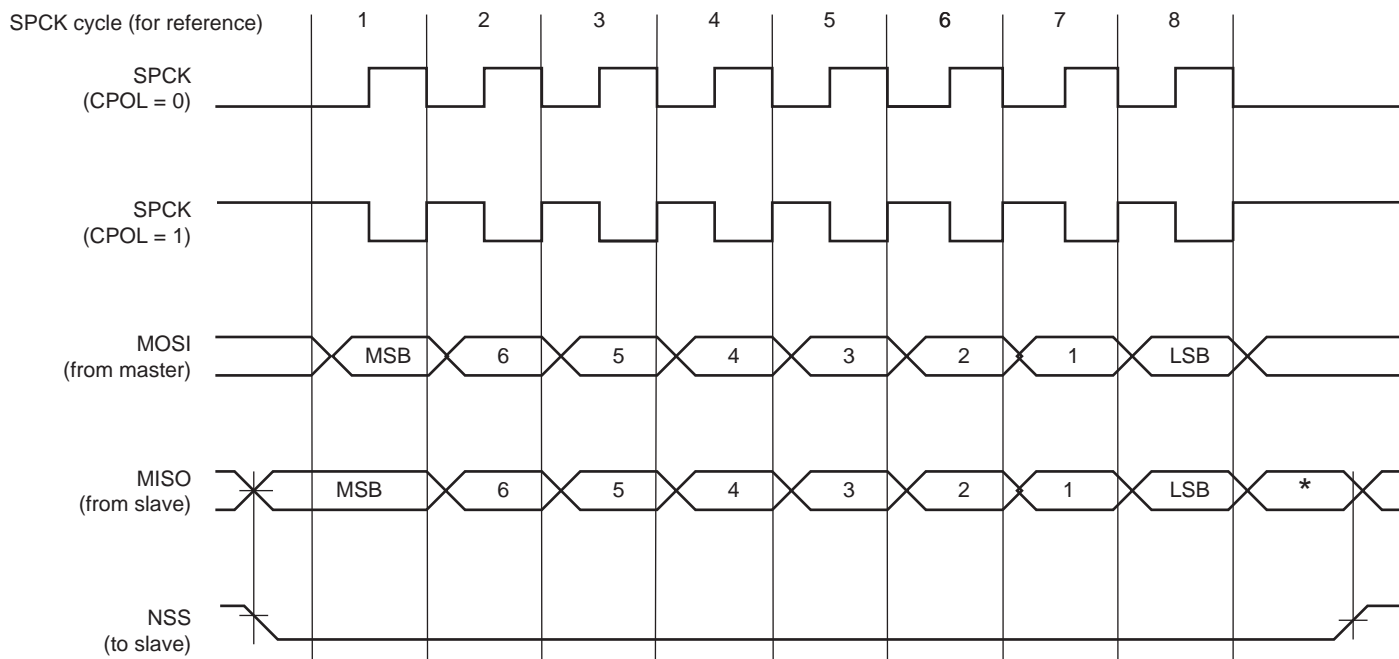 SPCK cycle (for reference) 1 2 3 4 5 6 7 8
SPCK
(CPOL = 0)
SPCK
(CPOL = 1)
MOSI
(from master)
MSB 6 5 4 3 2 1 LSB
MISO
(from slave)
MSB 6 5 4 3 2 1 LSB *
NSS
(to slave)